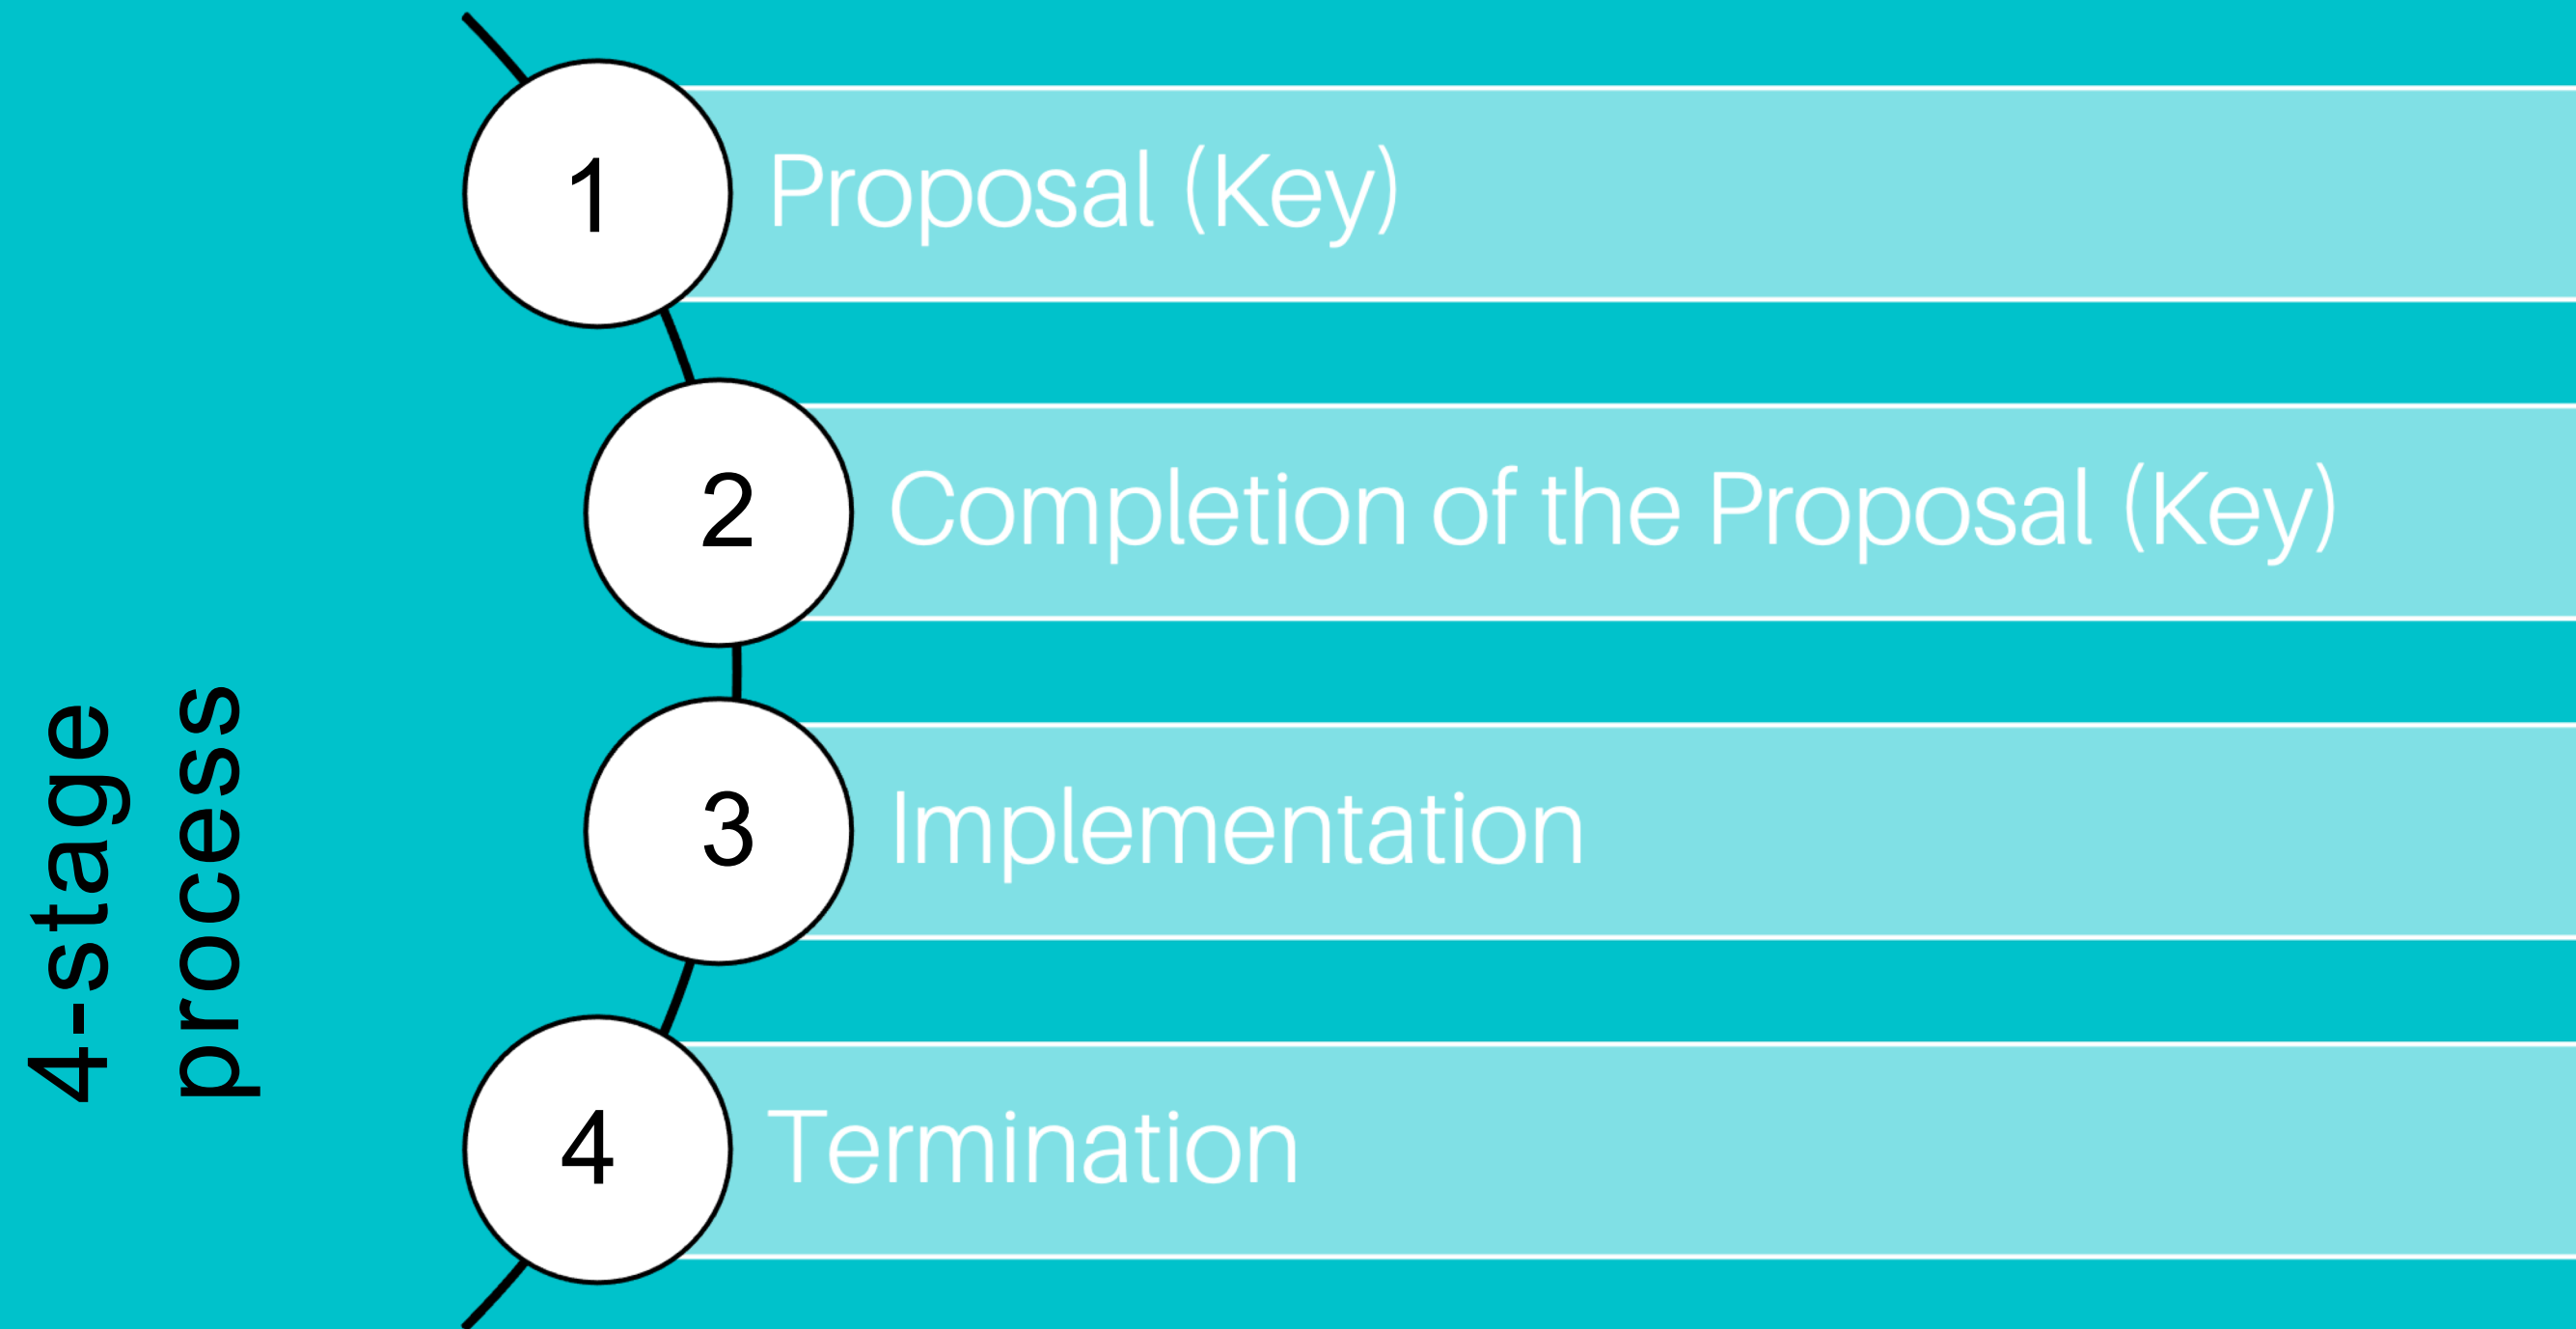 4-stage
process
1
Proposal (Key)
2
Completion of the Proposal (Key)
3
Implementation
4
Termination